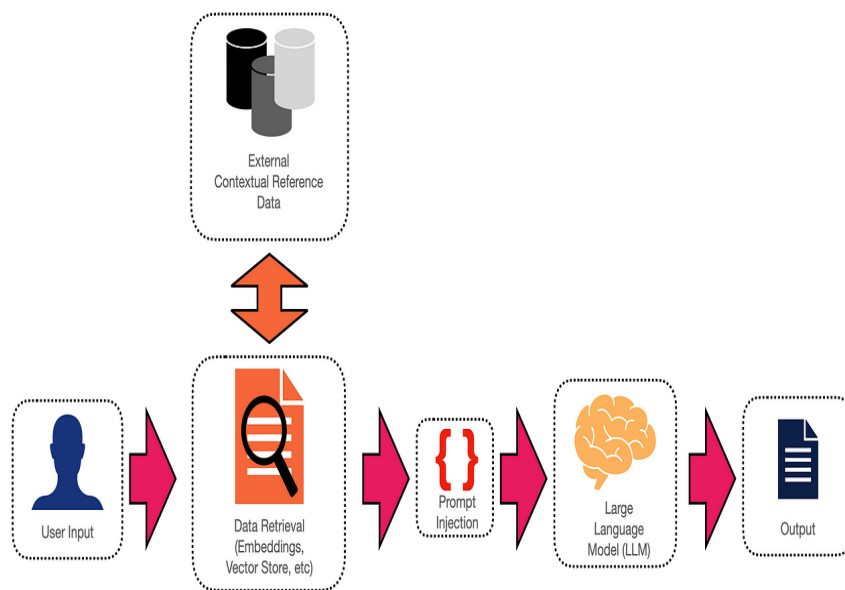 External
Contextual Reference
Data
User Input
Data Retrieval
(Embeddings,
Vector Store, etc)
{ }
Prompt
Injection
Large
Language
Model (LLM)
Output